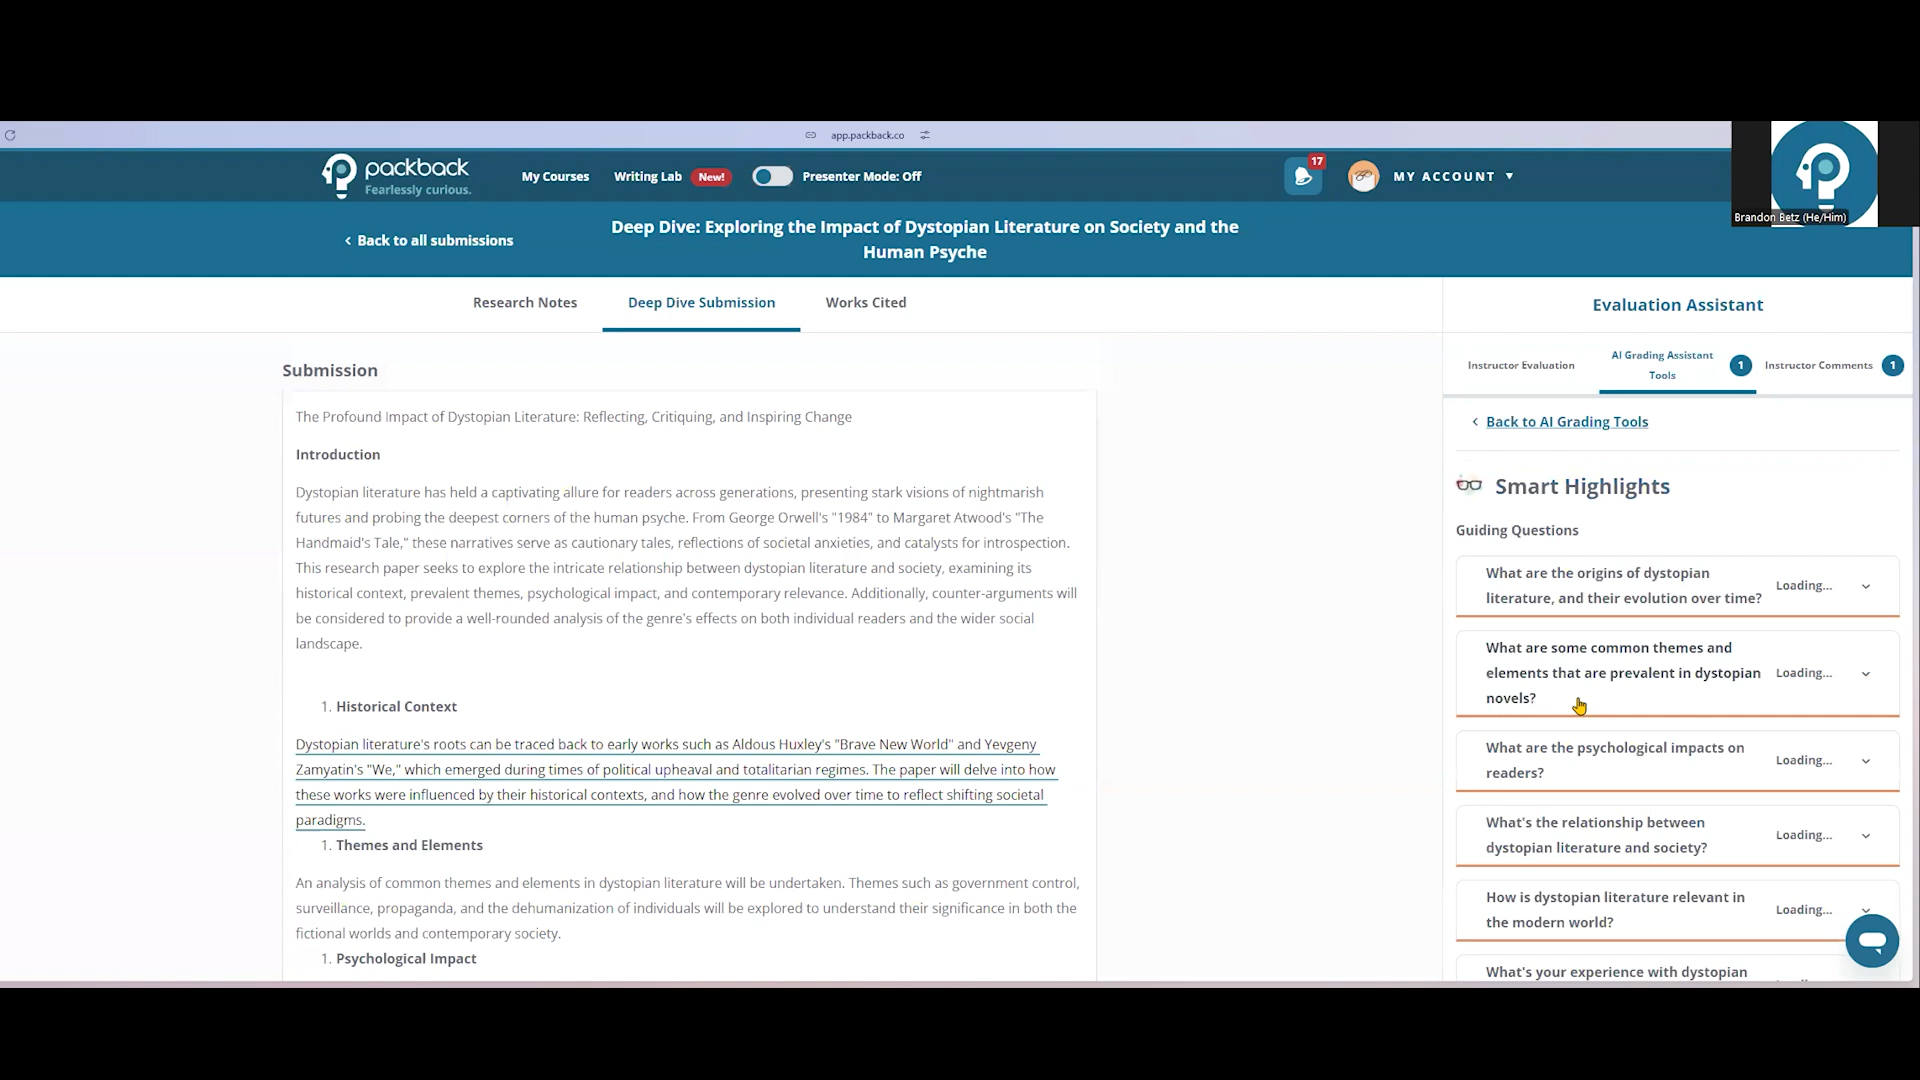 app.packback.co
packback
Fearlessly curious.
My Courses
Writing Lab
New!
Presenter Mode: Off
17
MY ACCOUNT
Brandon Betz (He/Him)
Back to all submissions
Deep Dive: Exploring the Impact of Dystopian Literature on Society and the
Human Psyche
Research Notes
Deep Dive Submission
Works Cited
Submission
The Profound Impact of Dystopian Literature: Reflecting, Critiquing, and Inspiring Change
Introduction
Dystopian literature has held a captivating allure for readers across generations, presenting stark visions of nightmarish
futures and probing the deepest corners of the human psyche. From George Orwell's "1984" to Margaret Atwood's "The
Handmaid's Tale," these narratives serve as cautionary tales, reflections of societal anxieties, and catalysts for introspection.
This research paper seeks to explore the intricate relationship between dystopian literature and society, examining its
historical context, prevalent themes, psychological impact, and contemporary relevance. Additionally, counter-arguments will
be considered to provide a well-rounded analysis of the genre's effects on both individual readers and the wider social
landscape.
1. Historical Context
Dystopian literature's roots can be traced back to early works such as Aldous Huxley's "Brave New World" and Yevgeny
Zamyatin's "We," which emerged during times of political upheaval and totalitarian regimes. The paper will delve into how
these works were influenced by their historical contexts, and how the genre evolved over time to reflect shifting societal
paradigms.
1. Themes and Elements
An analysis of common themes and elements in dystopian literature will be undertaken. Themes such as government control,
surveillance, propaganda, and the dehumanization of individuals will be explored to understand their significance in both the
fictional worlds and contemporary society.
1. Psychological Impact
Evaluation Assistant
Instructor Evaluation
AI Grading Assistant
Tools
1
Instructor Comments
1
Back to AI Grading Tools
Smart Highlights
Guiding Questions
What are the origins of dystopian
literature, and their evolution over time?
Loading...
What are some common themes and
elements that are prevalent in dystopian
novels?
Loading...
What are the psychological impacts on
readers?
Loading...
What's the relationship between
dystopian literature and society?
Loading...
How is dystopian literature relevant in
the modern world?
Loading...
What's your experience with dystopian